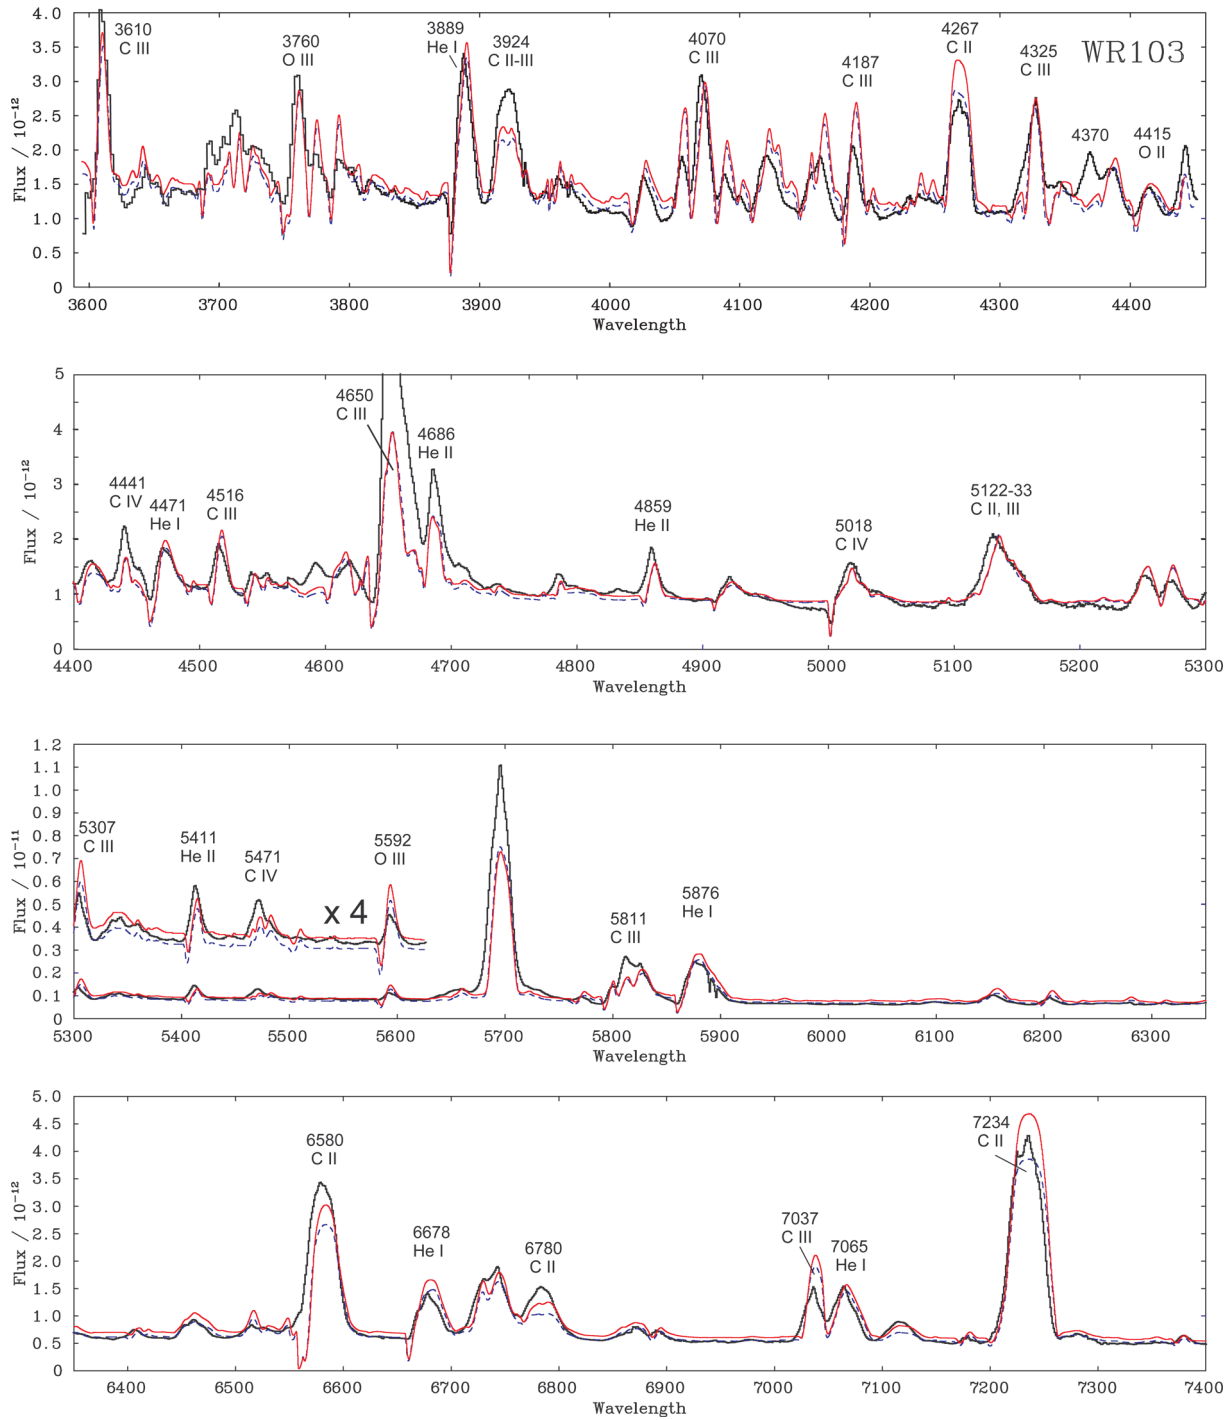 4.0
3.5
3.0
2.5
2.0
1.5
1.0
0.5
0
Flux / 10⁻¹²
3610
C III
3760
O III
3889
He I
3924
C II-III
4070
C III
4187
C III
4267
C II
4325
C III
WR103
4370
4415
O II
3600 3700 3800 3900 4000 4100 4200 4300 4400
Wavelength
5
4
3
2
1
0
Flux / 10⁻¹²
4441
C IV
4471
He I
4516
C III
4650
C III
4686
He II
4859
He II
5018
C IV
5122-33
C II, III
4400 4500 4600 4700 4800 4900 5000 5100 5200 5300
Wavelength
1.2
1.1
1.0
0.9
0.8
0.7
0.6
0.5
0.4
0.3
0.2
0.1
0
Flux / 10⁻¹¹
5307
C III
5411
He II
5471
C IV
x 4
5592
O III
5811
C III
5876
He I
5300 5400 5500 5600 5700 5800 5900 6000 6100 6200 6300
Wavelength
5.0
4.5
4.0
3.5
3.0
2.5
2.0
1.5
1.0
0.5
0
Flux / 10⁻¹²
6580
C II
6678
He I
6780
C II
7037
C III
7065
He I
7234
C II
6400 6500 6600 6700 6800 6900 7000 7100 7200 7300 7400
Wavelength